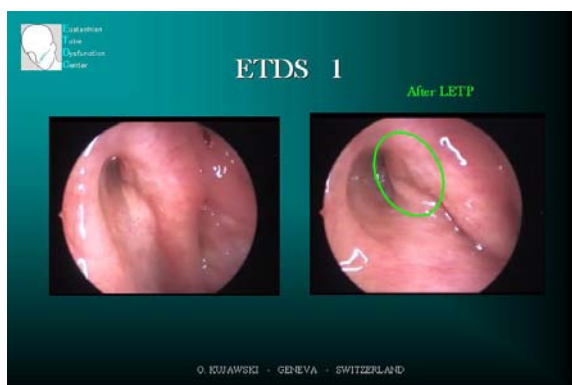 Eustachian
Tube
Dysfunction
Center
ETDS 1
After LETP
O. KUJAWSKI - GENEVA - SWITZERLAND